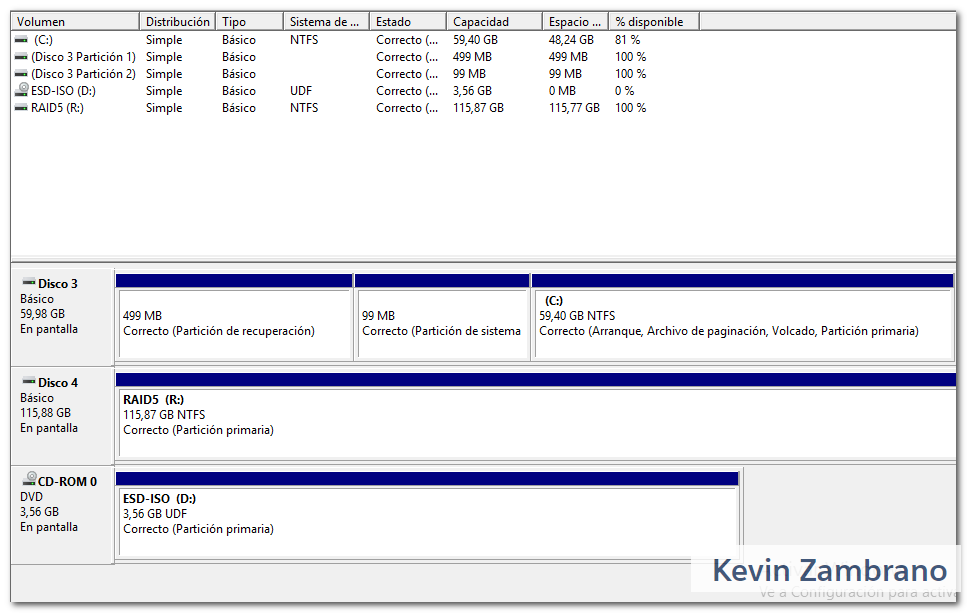 Volumen Distribución Tipo Sistema de ... Estado Capacidad Espacio ... % disponible
(C:) Simple Básico NTFS Correcto (... 59,40 GB 48,24 GB 81 %
(Disco 3 Partición 1) Simple Básico Correcto (... 499 MB 499 MB 100 %
(Disco 3 Partición 2) Simple Básico Correcto (... 99 MB 99 MB 100 %
ESD-ISO (D:) Simple Básico UDF Correcto (... 3,56 GB 0 MB 0 %
RAID5 (R:) Simple Básico NTFS Correcto (... 115,87 GB 115,77 GB 100 %
Disco 3
Básico
59,98 GB
En pantalla
499 MB
Correcto (Partición de recuperación)
99 MB
Correcto (Partición de sistema
(C:)
59,40 GB NTFS
Correcto (Arranque, Archivo de paginación, Volcado, Partición primaria)
Disco 4
Básico
115,88 GB
En pantalla
RAID5 (R:)
115,87 GB NTFS
Correcto (Partición primaria)
CD-ROM 0
DVD
3,56 GB
En pantalla
ESD-ISO (D:)
3,56 GB UDF
Correcto (Partición primaria)
Kevin Zambrano
Ve a Configuración para activa